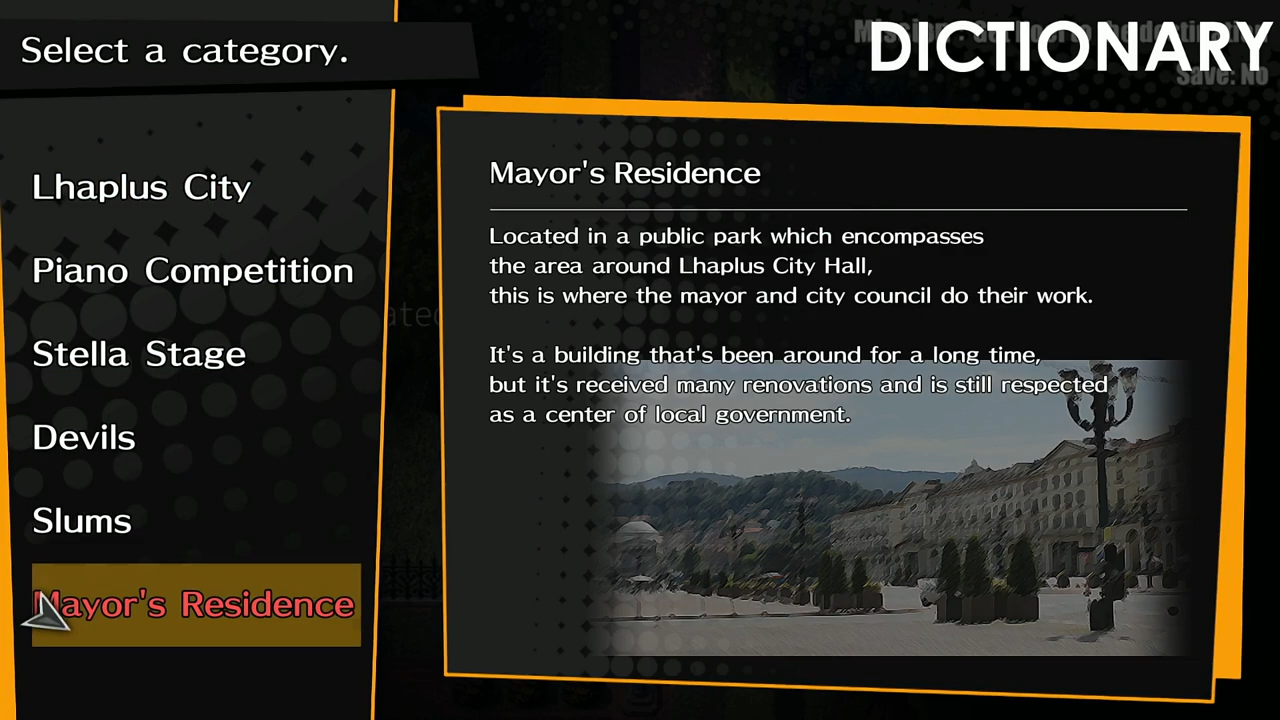 Select a category.
DICTIONARY
Save: No
Lhaplus City
Piano Competition
Stella Stage
Devils
Slums
Mayor's Residence
Mayor's Residence
Located in a public park which encompasses
the area around Lhaplus City Hall,
this is where the mayor and city council do their work.
It's a building that's been around for a long time,
but it's received many renovations and is still respected
as a center of local government.